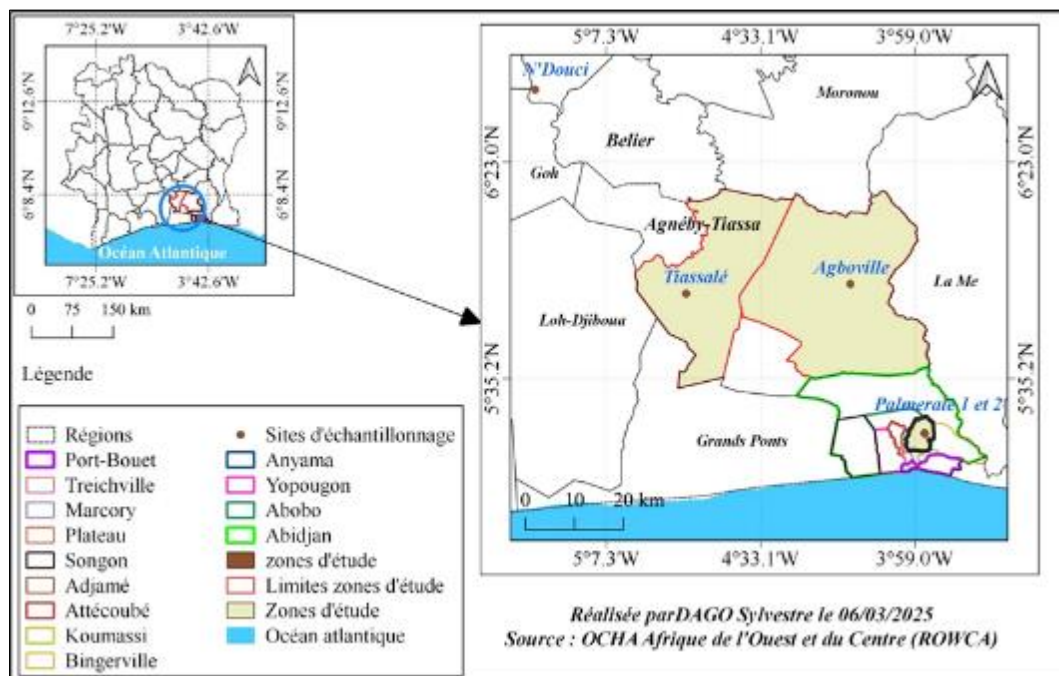 7°25.2'W 3°42.6'W
9°12.6'N 9°12.6'N
6°8.4'N 6°8.4'N
Océan Atlantique
7°25.2'W 3°42.6'W
0 75 150 km
Légende
Régions
Port-Bouet
Treichville
Marcory
Plateau
Songon
Adjamé
Attécoubé
Koumassi
Bingerville
Sites d'échantillonnage
Anyama
Yopougon
Abobo
Abidjan
zones d'étude
Limites zones d'étude
Zones d'étude
Océan atlantique
5°7.3'W 4°33.1'W 3°59.0'W
N'Douci
Moronou
Belier
6°23.0'N 6°23.0'N
Goh
Agnéby-Tiassa
Tiassalé
Agboville
La Me
Loh-Djiboua
5°35.2'N 5°35.2'N
Palmeraie 1 et 2
Grands Ponts
0 10 20 km
5°7.3'W 4°33.1'W 3°59.0'W
Réalisée parDAGO Sylvestre le 06/03/2025
Source : OCHA Afrique de l'Ouest et du Centre (ROWCA)